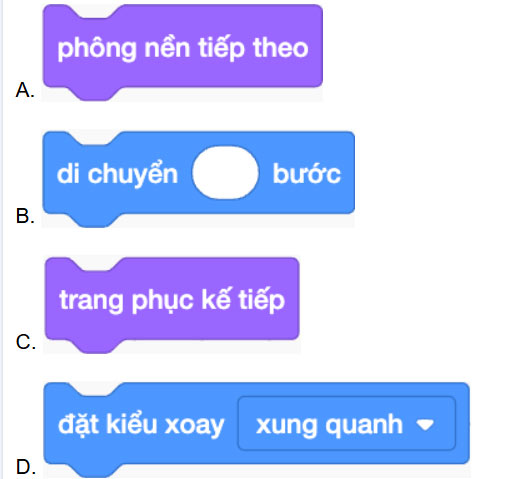 A. phông nền tiếp theo
B. di chuyển bước
C. trang phục kế tiếp
D. đặt kiểu xoay xung quanh